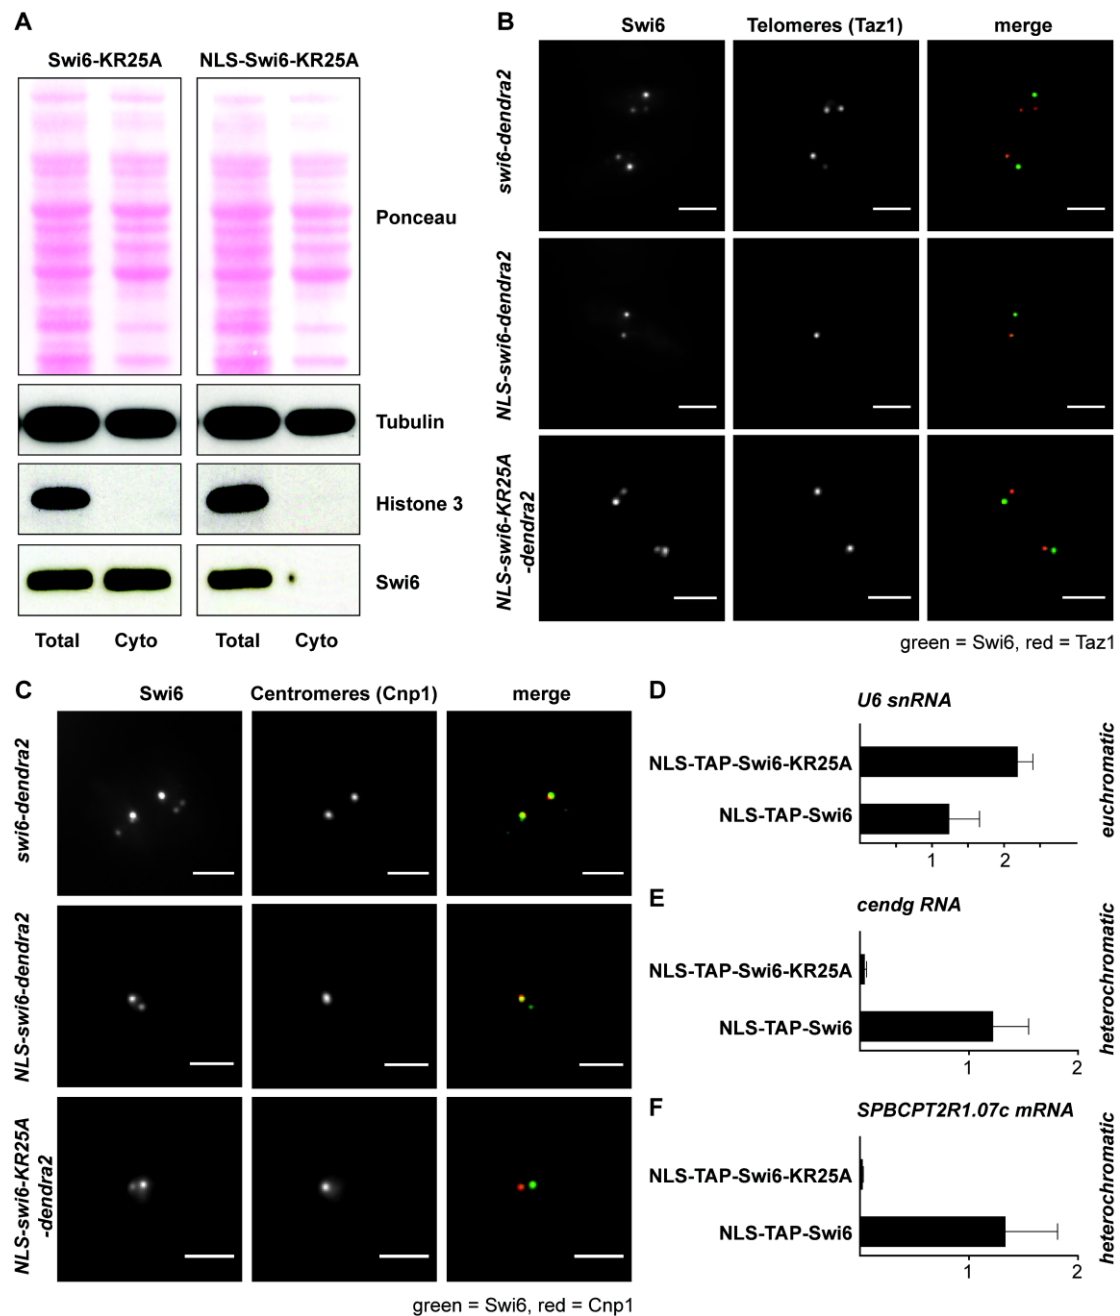 A
Swi6-KR25A
NLS-Swi6-KR25A
Ponceau
Tubulin
Histone 3
Swi6
Total
Cyto
Total
Cyto
B
Swi6
Telomeres (Taz1)
merge
swi6-dendra2
NLS-swi6-dendra2
NLS-swi6-KR25A
-dendra2
green = Swi6, red = Taz1
C
Swi6
Centromeres (Cnp1)
merge
swi6-dendra2
NLS-swi6-dendra2
NLS-swi6-KR25A
-dendra2
green = Swi6, red = Cnp1
D
U6 snRNA
NLS-TAP-Swi6-KR25A
NLS-TAP-Swi6
1
2
euchromatic
E
cendg RNA
NLS-TAP-Swi6-KR25A
NLS-TAP-Swi6
1
2
heterochromatic
F
SPBCPT2R1.07c mRNA
NLS-TAP-Swi6-KR25A
NLS-TAP-Swi6
1
2
heterochromatic